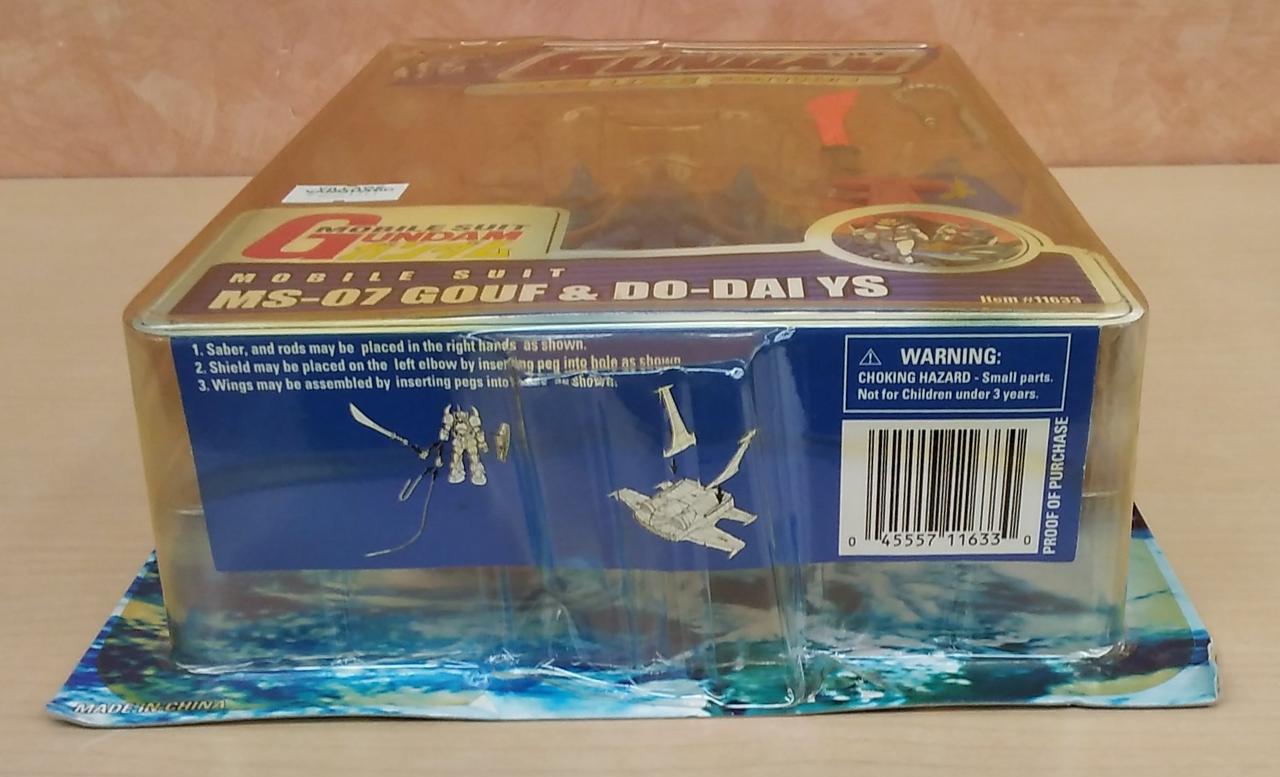 GUNDAM
MOBILE SUIT
GUNDAM
MOBILE SUIT
MS-07 GOUF & DO-DAI YS
Item #11633
1. Saber, and rods may be placed in the right hands as shown.
2. Shield may be placed on the left elbow by inserting peg into hole as shown.
3. Wings may be assembled by inserting pegs into as shown.
WARNING:
CHOKING HAZARD - Small parts.
Not for Children under 3 years.
0 45557 11633 0
PROOF OF PURCHASE
MADE IN CHINA